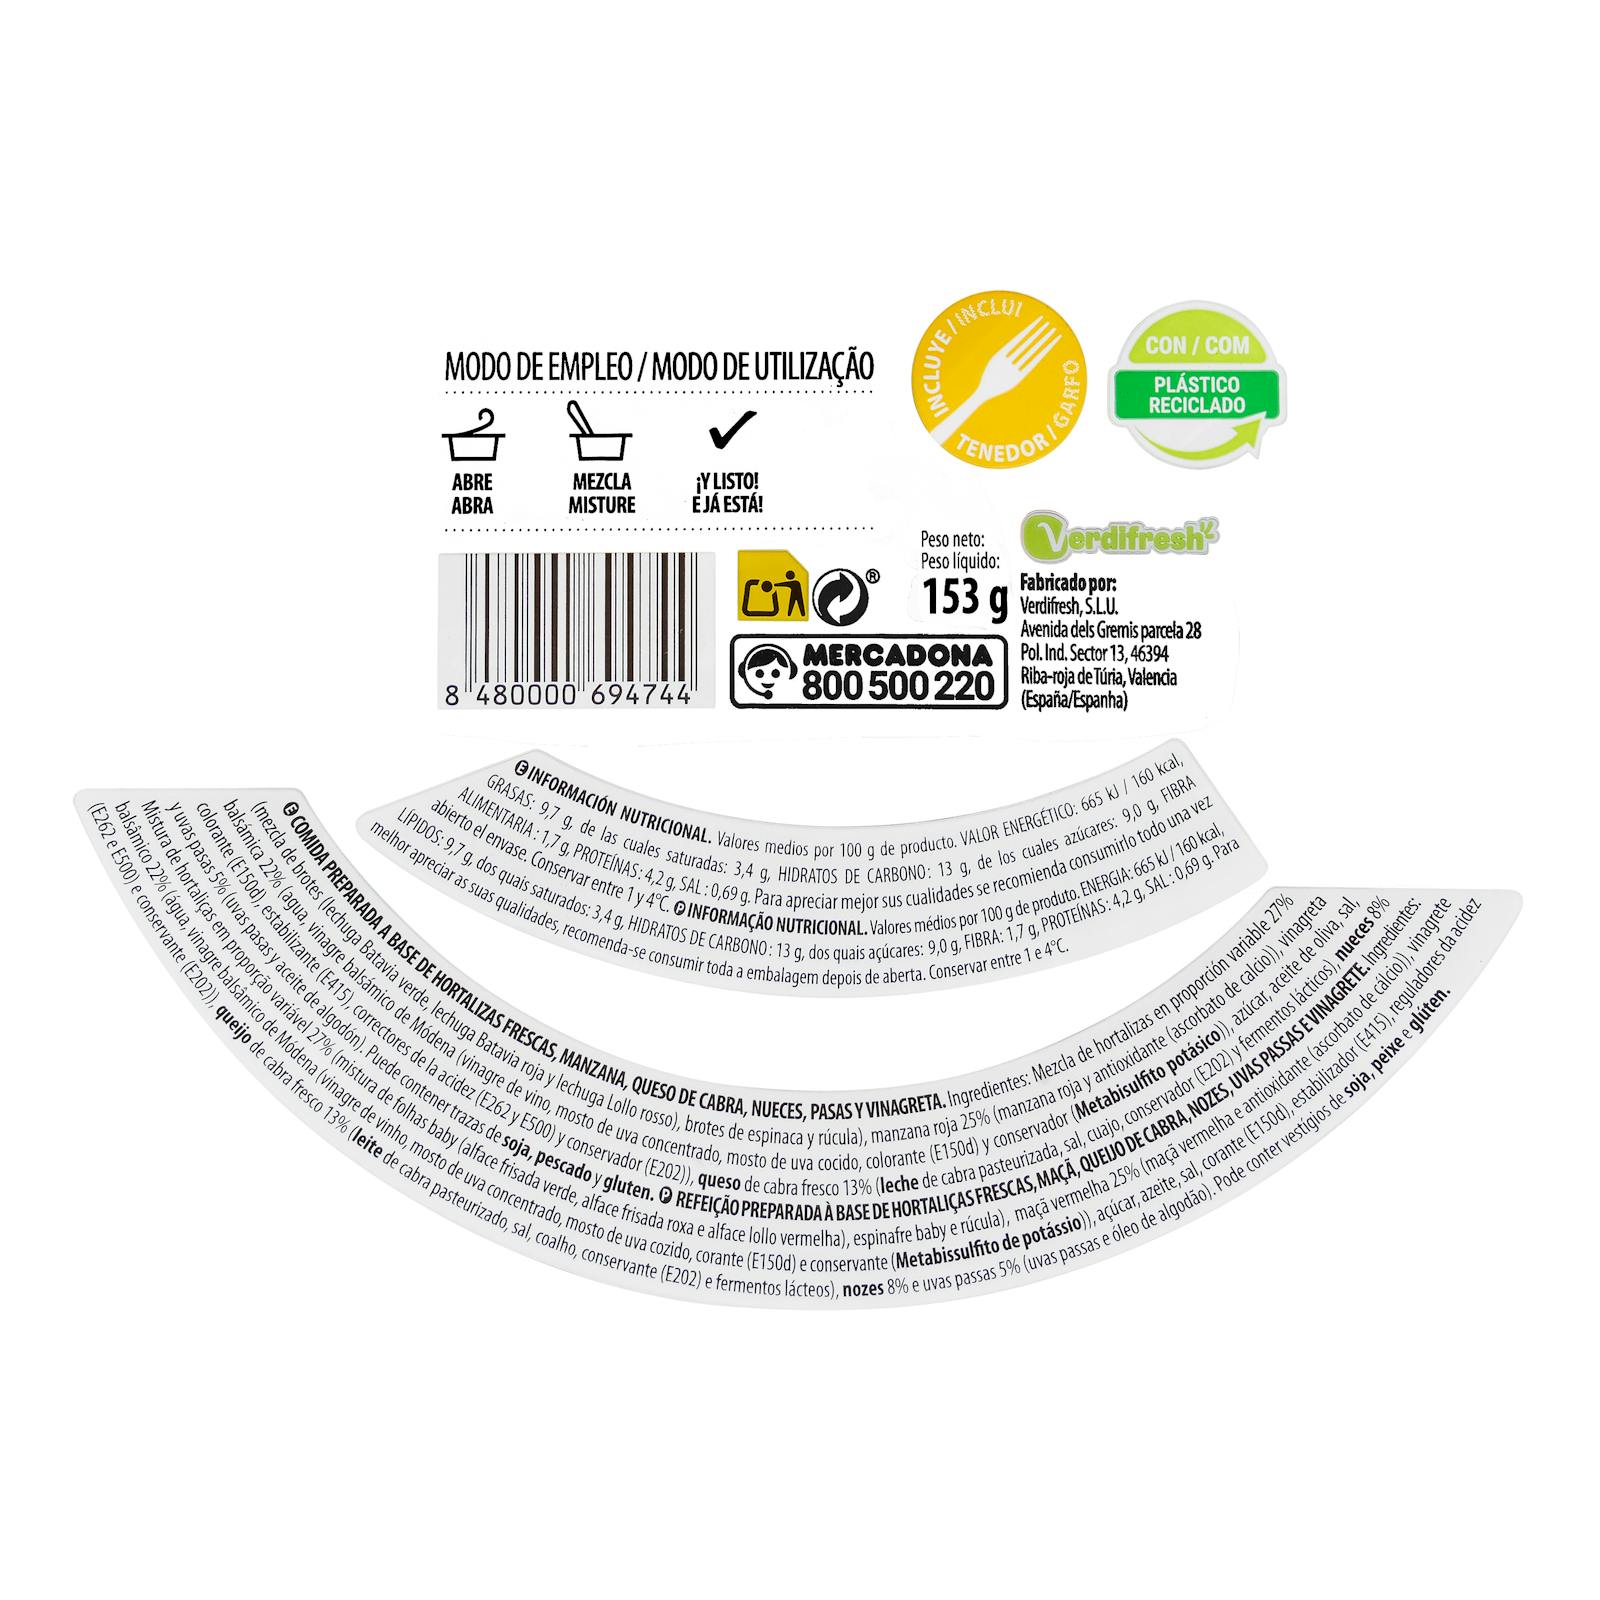 MODO DE EMPLEO / MODO DE UTILIZAÇÃO
ABRE
ABRA
MEZCLA
MISTURE
¡Y LISTO!
E JÁ ESTÁ!
INCLUYE / INCLUI
TENEDOR / GARFO
CON / COM
PLÁSTICO
RECICLADO
8 480000 694744
®
MERCADONA
800 500 220
Peso neto:
Peso líquido:
153 g
Verdifresh
Fabricado por:
Verdifresh, S.L.U.
Avenida dels Gremis parcela 28
Pol. Ind. Sector 13, 46394
Riba-roja de Túria, Valencia
(España/Espanha)
E INFORMACIÓN NUTRICIONAL. Valores medios por 100 g de producto. VALOR ENERGÉTICO: 665 kJ / 160 kcal,
GRASAS: 9,7 g, de las cuales saturadas: 3,4 g, HIDRATOS DE CARBONO: 13 g, de los cuales azúcares: 9,0 g, FIBRA
ALIMENTARIA: 1,7 g, PROTEÍNAS: 4,2 g, SAL: 0,69 g. Para apreciar mejor sus cualidades se recomienda consumirlo todo una vez
abierto el envase. Conservar entre 1 y 4°C. P INFORMAÇÃO NUTRICIONAL. Valores médios por 100 g de produto. ENERGIA: 665 kJ / 160 kcal,
LÍPIDOS: 9,7 g, dos quais saturados: 3,4 g, HIDRATOS DE CARBONO: 13 g, dos quais açúcares: 9,0 g, FIBRA: 1,7 g, PROTEÍNAS: 4,2 g, SAL: 0,69 g. Para
melhor apreciar as suas qualidades, recomenda-se consumir toda a embalagem depois de aberta. Conservar entre 1 e 4°C.
E COMIDA PREPARADA A BASE DE HORTALIZAS FRESCAS, MANZANA, QUESO DE CABRA, NUECES, PASAS Y VINAGRETA. Ingredientes: Mezcla de hortalizas en proporción variable 27%
(mezcla de brotes (lechuga Batavia verde, lechuga Batavia roja y lechuga Lollo rosso), brotes de espinaca y rúcula), manzana roja 25% (manzana roja y antioxidante (ascorbato de calcio)), vinagreta
balsámica 22% (agua, vinagre balsámico de Módena (vinagre de vino, mosto de uva concentrado, mosto de uva cocido, colorante (E150d) y conservador (Metabisulfito potásico)), azúcar, aceite de oliva, sal,
colorante (E150d), estabilizante (E415), correctores de la acidez (E262 y E500) y conservador (E202)), queso de cabra fresco 13% (leche de cabra pasteurizada, sal, cuajo, conservador (E202) y fermentos lácticos), nueces 8%
y uvas pasas 5% (uvas pasas y aceite de algodón). Puede contener trazas de soja, pescado y gluten. P REFEIÇÃO PREPARADA À BASE DE HORTALIÇAS FRESCAS, MAÇÃ, QUEIJO DE CABRA, NOZES, UVAS PASSAS E VINAGRETE. Ingredientes:
Mistura de hortaliças em proporção variável 27% (mistura de folhas baby (alface frisada verde, alface frisada roxa e alface lollo vermelha), espinafre baby e rúcula), maçã vermelha 25% (maçã vermelha e antioxidante (ascorbato de cálcio)), vinagrete
balsâmico 22% (água, vinagre balsâmico de Módena (vinagre de vinho, mosto de uva concentrado, mosto de uva cozido, corante (E150d) e conservante (Metabissulfito de potássio)), açúcar, azeite, sal, corante (E150d), estabilizador (E415), reguladores da acidez
(E262 e E500) e conservante (E202)), queijo de cabra fresco 13% (leite de cabra pasteurizado, sal, coalho, conservante (E202) e fermentos lácteos), nozes 8% e uvas passas 5% (uvas passas e óleo de algodão). Pode conter vestígios de soja, peixe e glúten.